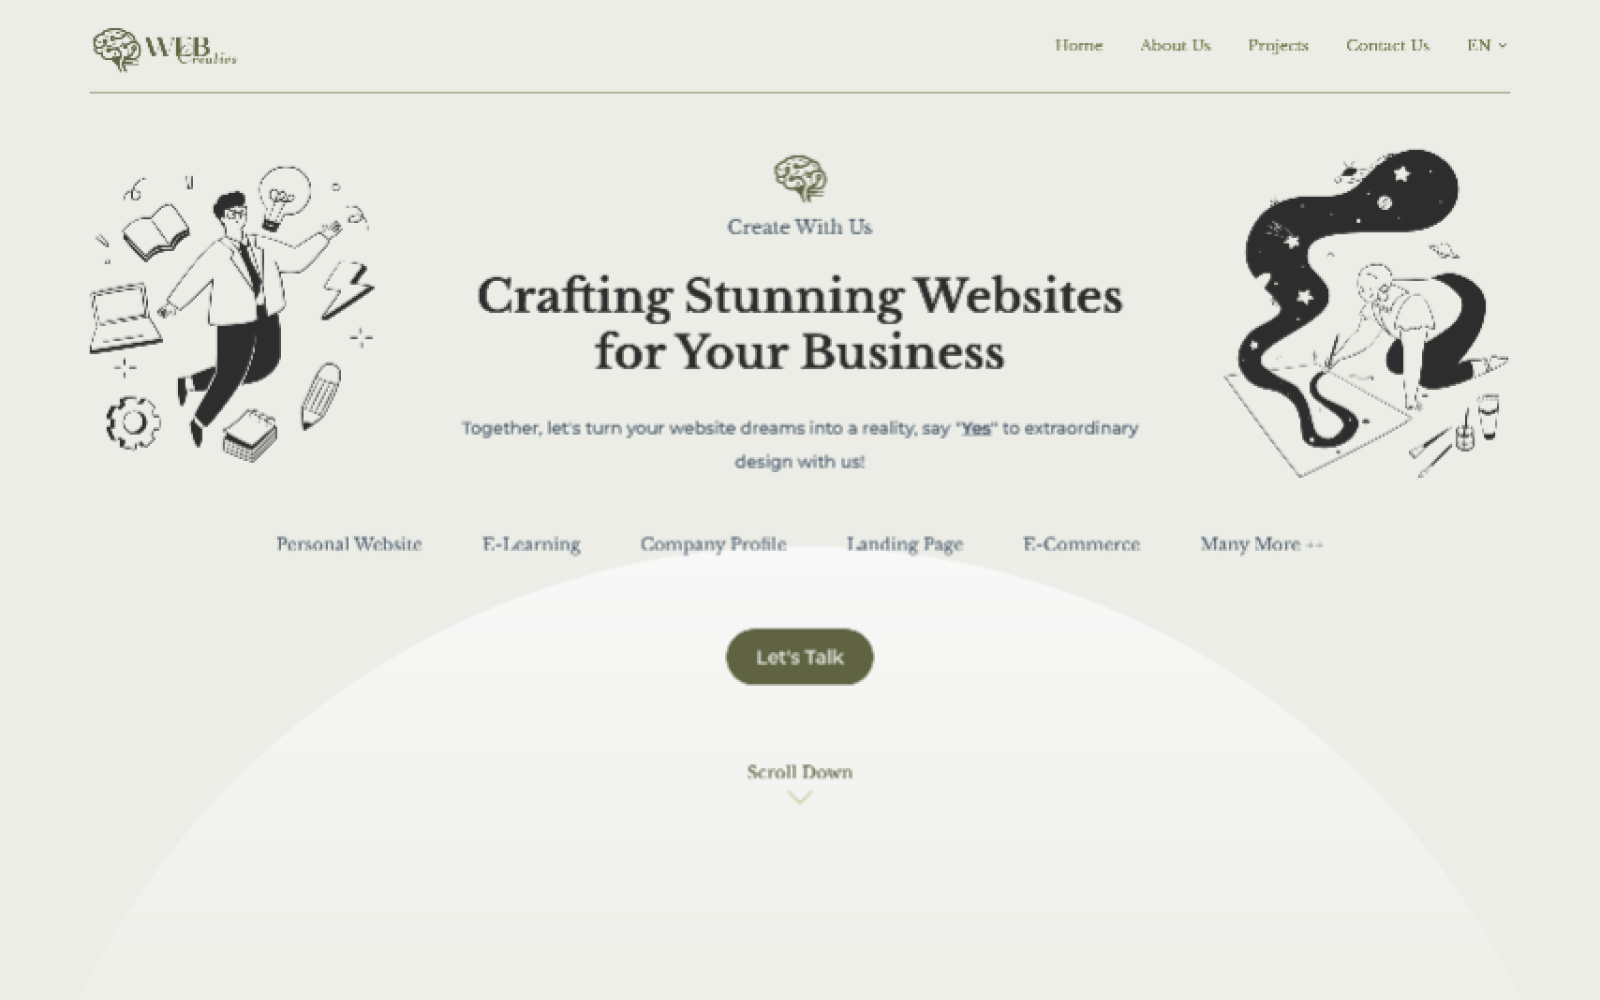 WEB
Creative
Home
About Us
Projects
Contact Us
EN
Create With Us
Crafting Stunning Websites
for Your Business
Together, let's turn your website dreams into a reality, say "Yes" to extraordinary
design with us!
Personal Website
E-Learning
Company Profile
Landing Page
E-Commerce
Many More ++
Let's Talk
Scroll Down